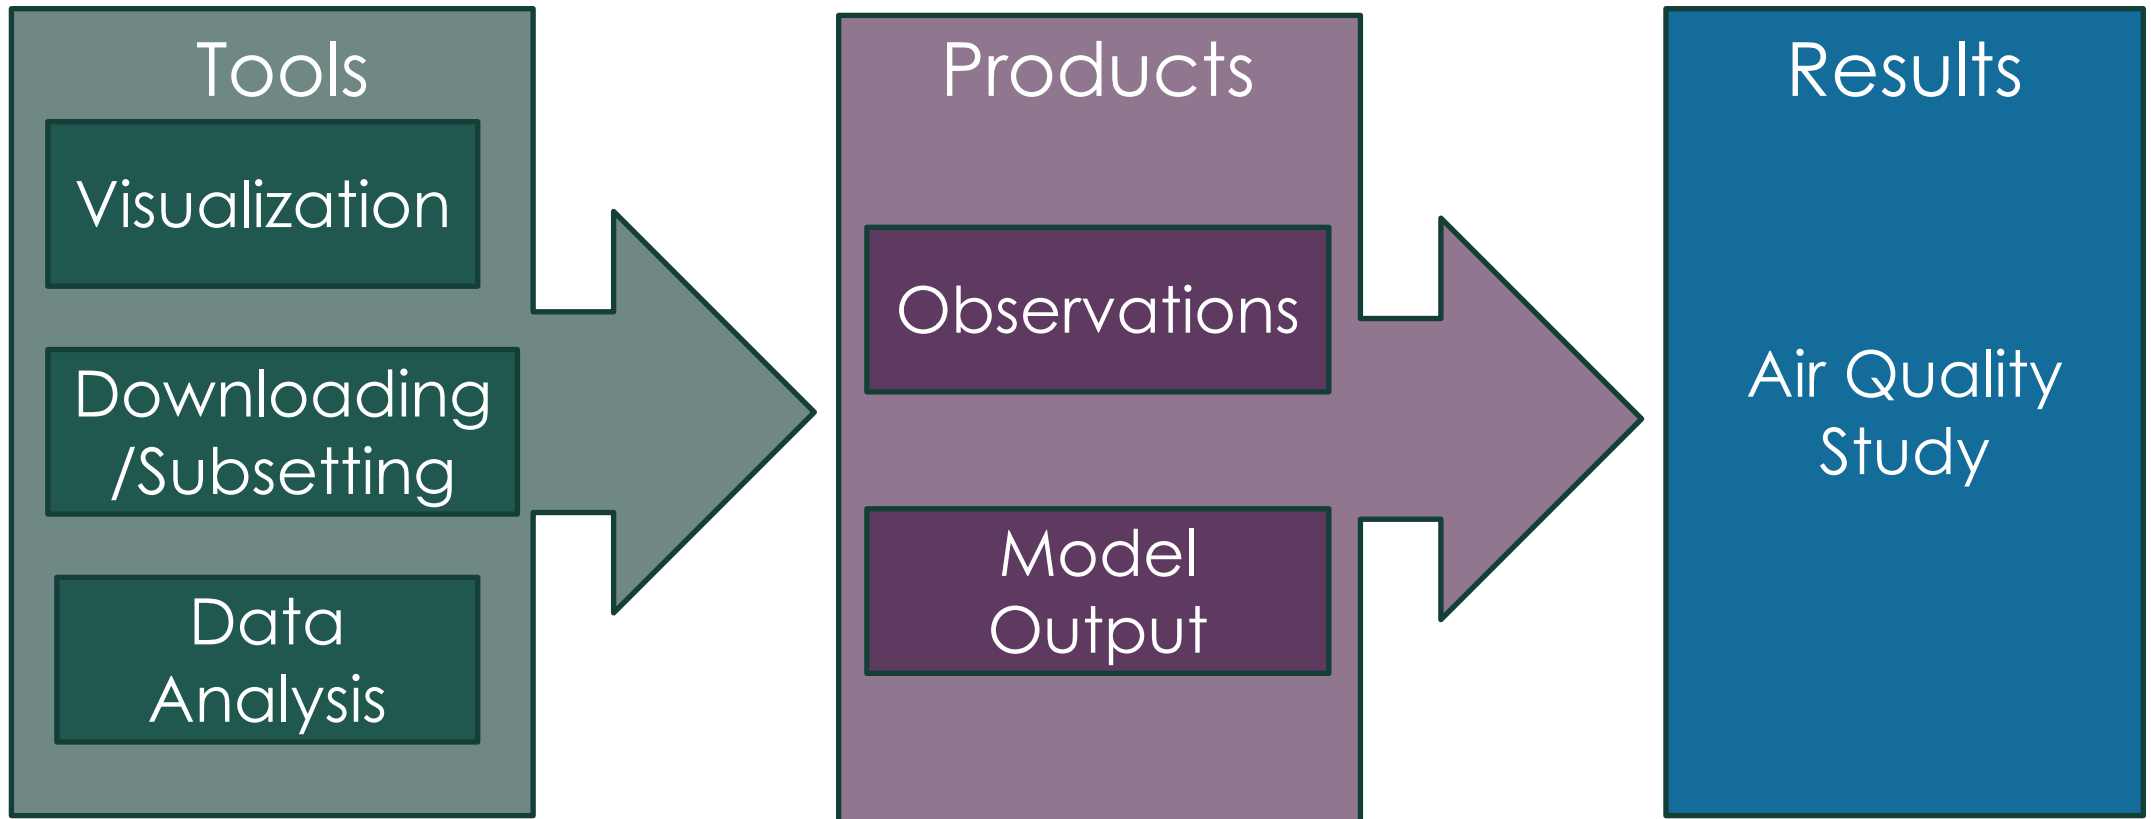 Tools
Visualization
Downloading
/Subsetting
Data
Analysis
Products
Observations
Model
Output
Results
Air Quality
Study